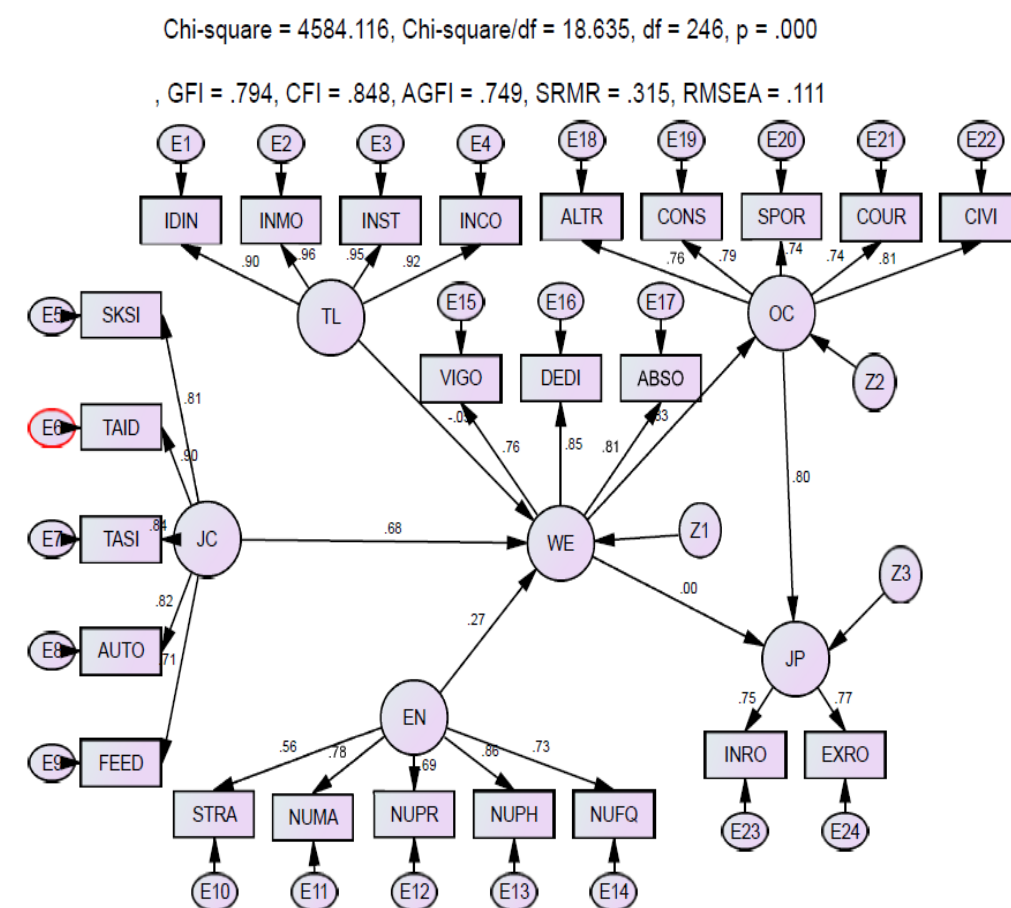 Chi-square = 4584.116, Chi-square/df = 18.635, df = 246, p = .000
, GFI = .794, CFI = .848, AGFI = .749, SRMR = .315, RMSEA = .111
E1 E2 E3 E4 E18 E19 E20 E21 E22
IDIN INMO INST INCO ALTR CONS SPOR COUR CIVI
.90 .96 .95 .92 .76 .79 .74 .74 .81
E5 SKSI TL E15 E16 E17 OC
VIGO DEDI ABSO Z2
.81 .76 .85 .81
E6 TAID
.90 .80
E7 TASI .84 JC .68 WE Z1
.82 .27 .00 Z3
E8 AUTO .71 JP
EN .75 .77
E9 FEED .56 .78 .69 .86 .73 INRO EXRO
STRA NUMA NUPR NUPH NUFQ E23 E24
E10 E11 E12 E13 E14